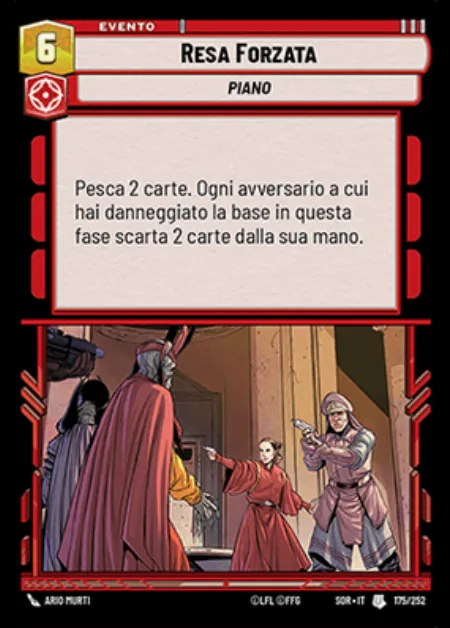 EVENTO
6
RESA FORZATA
PIANO
Pesca 2 carte. Ogni avversario a cui
hai danneggiato la base in questa
fase scarta 2 carte dalla sua mano.
ARIO MURTI
©LFL ©FFG
SOR • IT
175/252